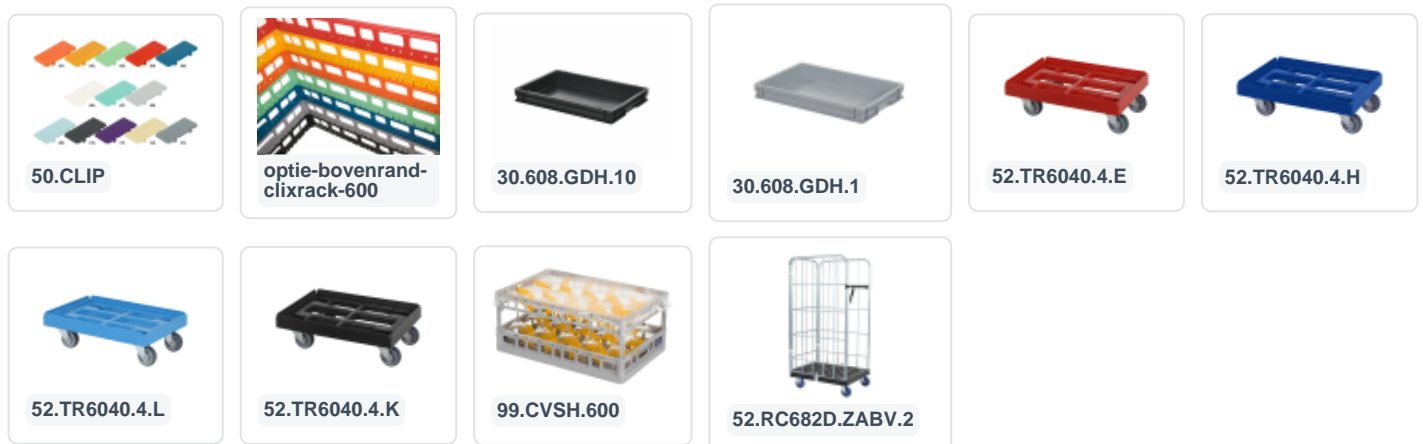 50.CLIP
optie-bovenrand-
clixrack-600
30.608.GDH.10
30.608.GDH.1
52.TR6040.4.E
52.TR6040.4.H
52.TR6040.4.L
52.TR6040.4.K
99.CVSH.600
52.RC682D.ZABV.2